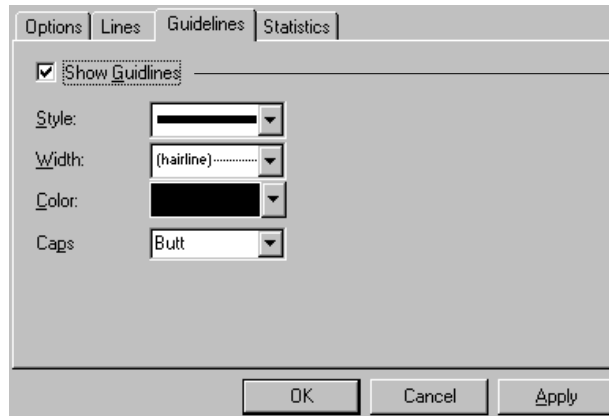 Options Lines Guidelines Statistics
Show Guidlines
Style:
Width: (hairline)
Color:
Caps Butt
OK Cancel Apply